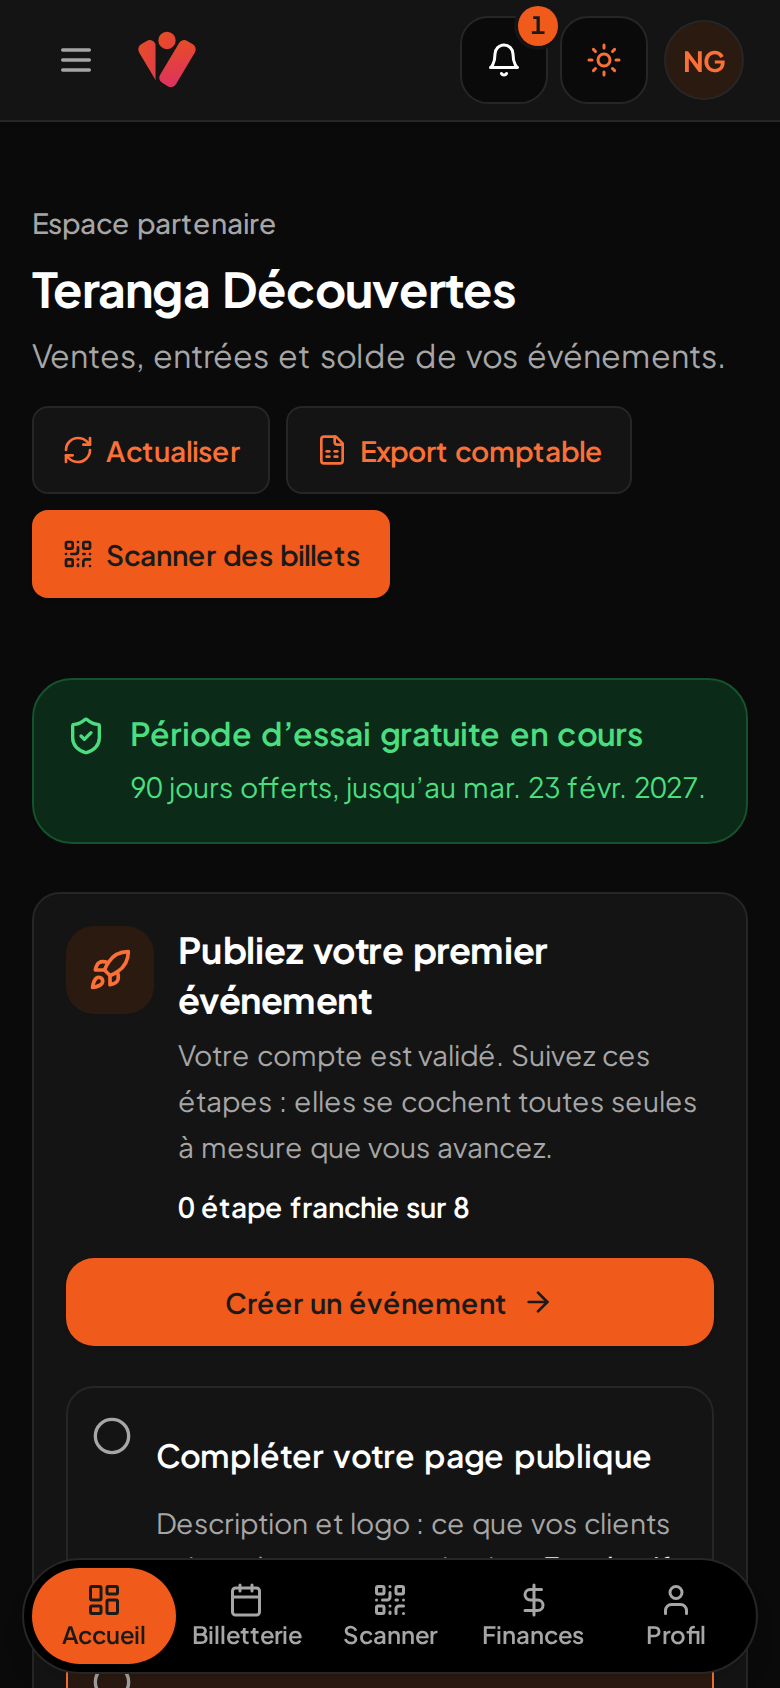 1
NG
Espace partenaire
Teranga Découvertes
Ventes, entrées et solde de vos événements.
Actualiser
Export comptable
Scanner des billets
Période d’essai gratuite en cours
90 jours offerts, jusqu’au mar. 23 févr. 2027.
Publiez votre premier
événement
Votre compte est validé. Suivez ces
étapes : elles se cochent toutes seules
à mesure que vous avancez.
0 étape franchie sur 8
Créer un événement
Compléter votre page publique
Description et logo : ce que vos clients
Accueil
Billetterie
Scanner
Finances
Profil